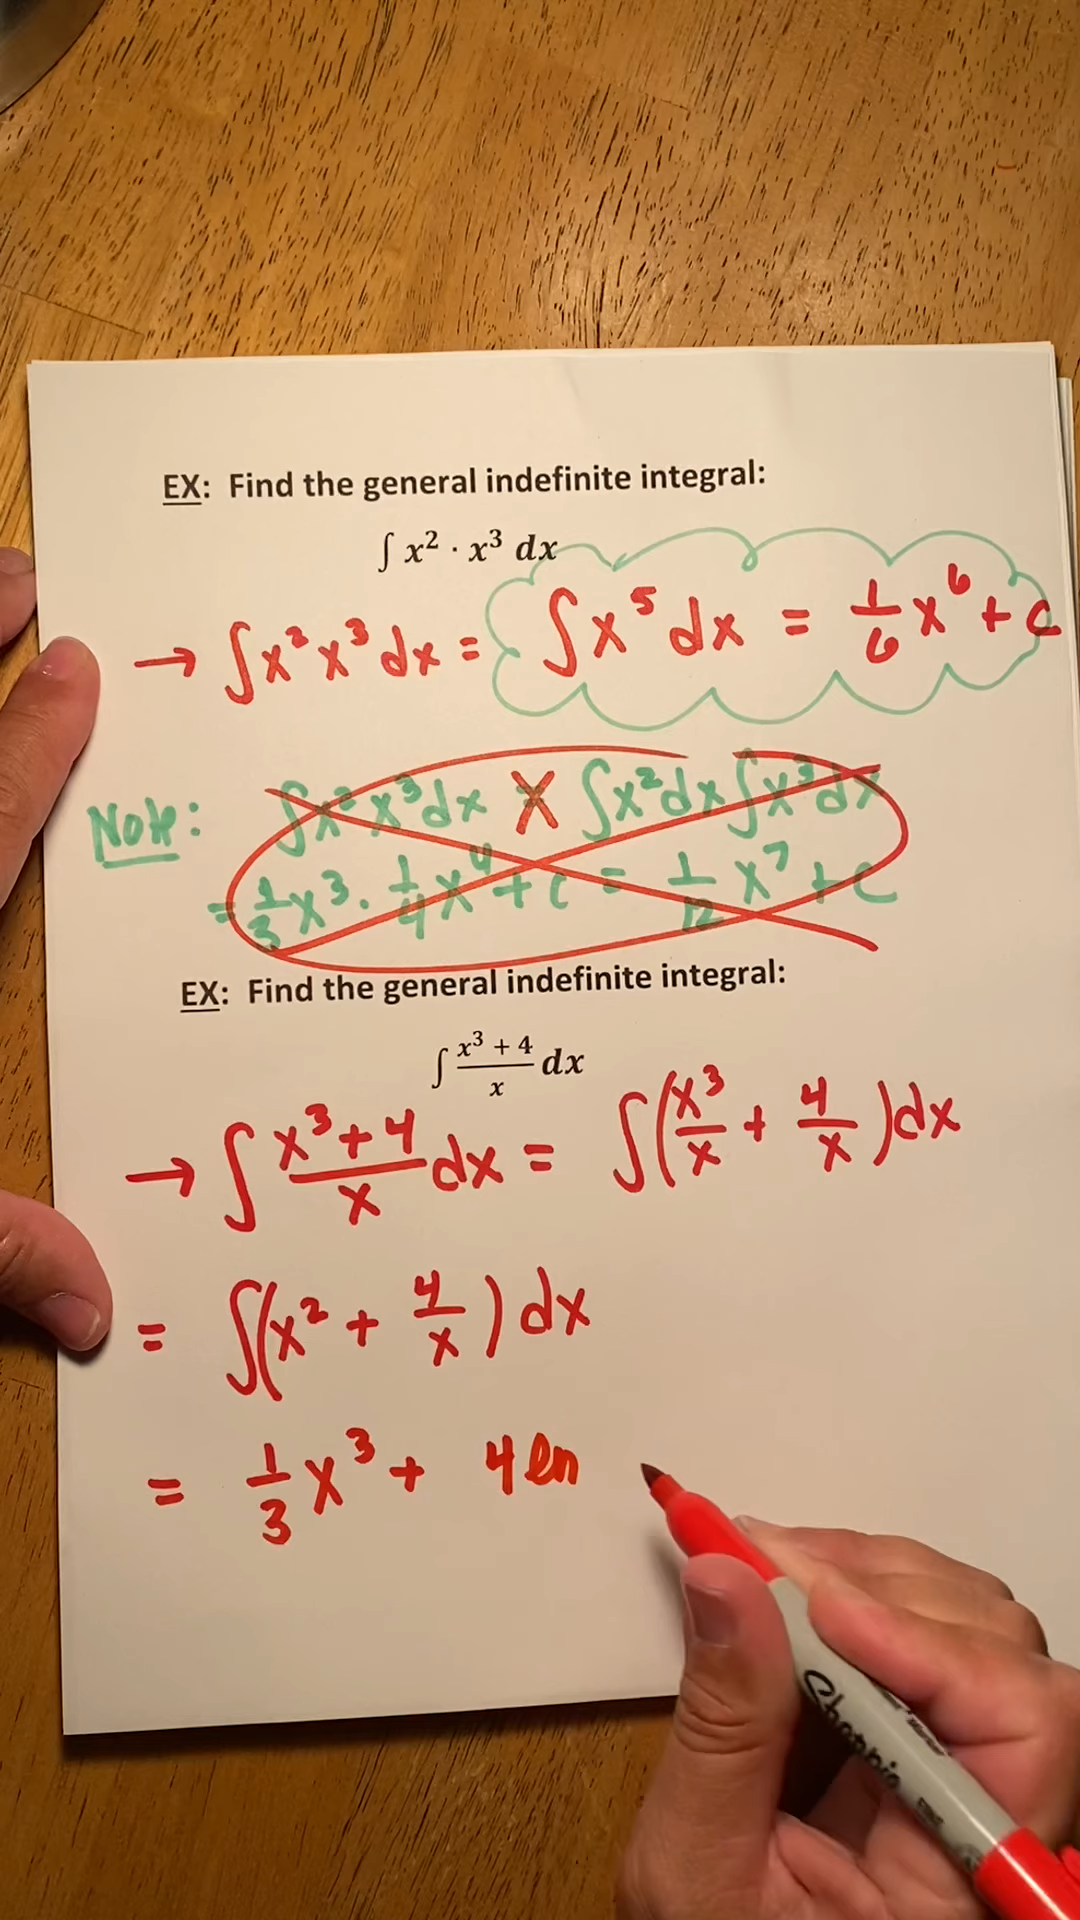 EX: Find the general indefinite integral:
∫ x² · x³ dx
→ ∫x²x³dx = ∫x⁵dx = 1/6 x⁶ + C
Note: ∫x²x³dx X ∫x²dx∫x³dx
= 1/3 x³ · 1/4 x⁴ + C = 1/12 x⁷ + C
EX: Find the general indefinite integral:
∫ (x³ + 4)/x dx
→ ∫ (x³+4)/x dx = ∫(x³/x + 4/x)dx
= ∫(x² + 4/x)dx
= 1/3 x³ + 4ln
Sharpie